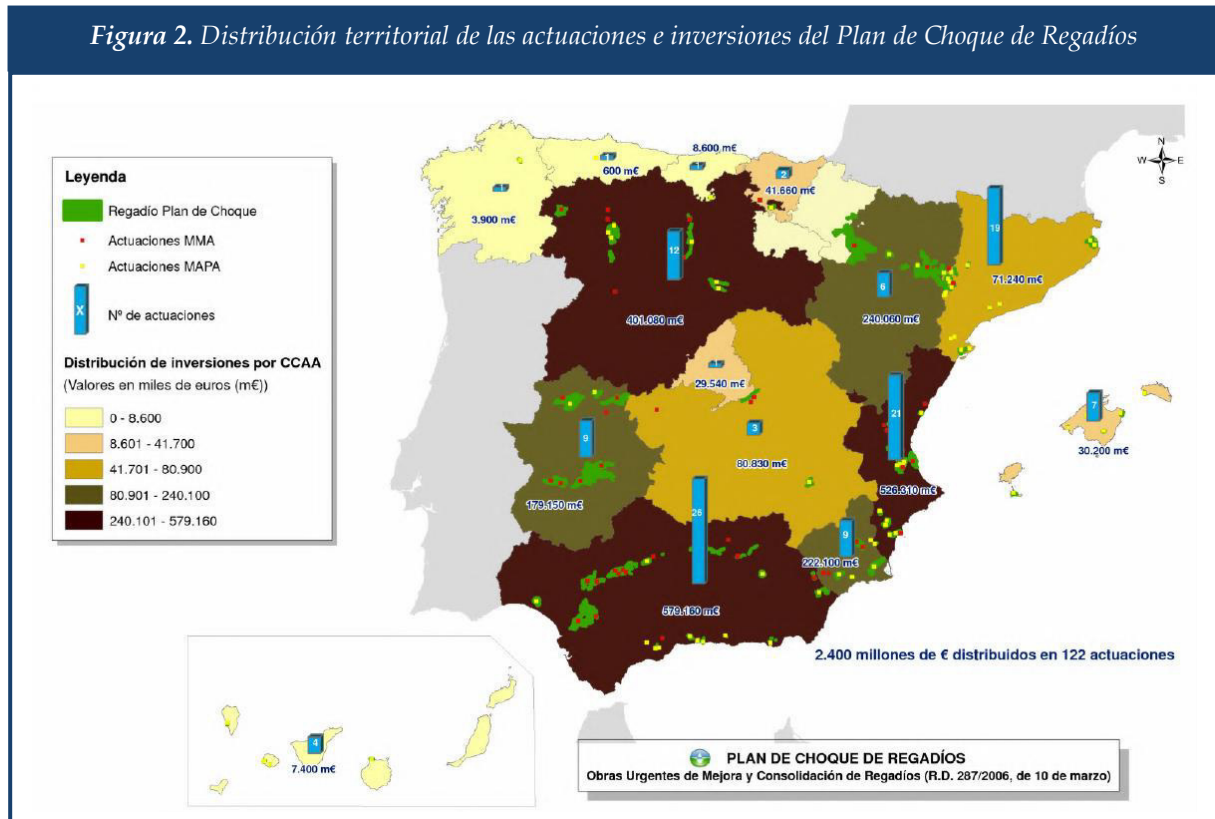 Figura 2. Distribución territorial de las actuaciones e inversiones del Plan de Choque de Regadíos
Leyenda
Regadío Plan de Choque
Actuaciones MMA
Actuaciones MAPA
X
Nº de actuaciones
Distribución de inversiones por CCAA
(Valores en miles de euros (m€))
0 - 8.600
8.601 - 41.700
41.701 - 80.900
80.901 - 240.100
240.101 - 579.160
N
W E
S
8.600 m€
1
1
600 m€
2
41.660 m€
1
3.900 m€
19
71.240 m€
12
401.080 m€
6
240.060 m€
1
29.540 m€
7
30.200 m€
21
526.310 m€
3
80.830 m€
9
179.150 m€
26
579.160 m€
9
222.100 m€
2.400 millones de € distribuidos en 122 actuaciones
4
7.400 m€
PLAN DE CHOQUE DE REGADÍOS
Obras Urgentes de Mejora y Consolidación de Regadíos (R.D. 287/2006, de 10 de marzo)